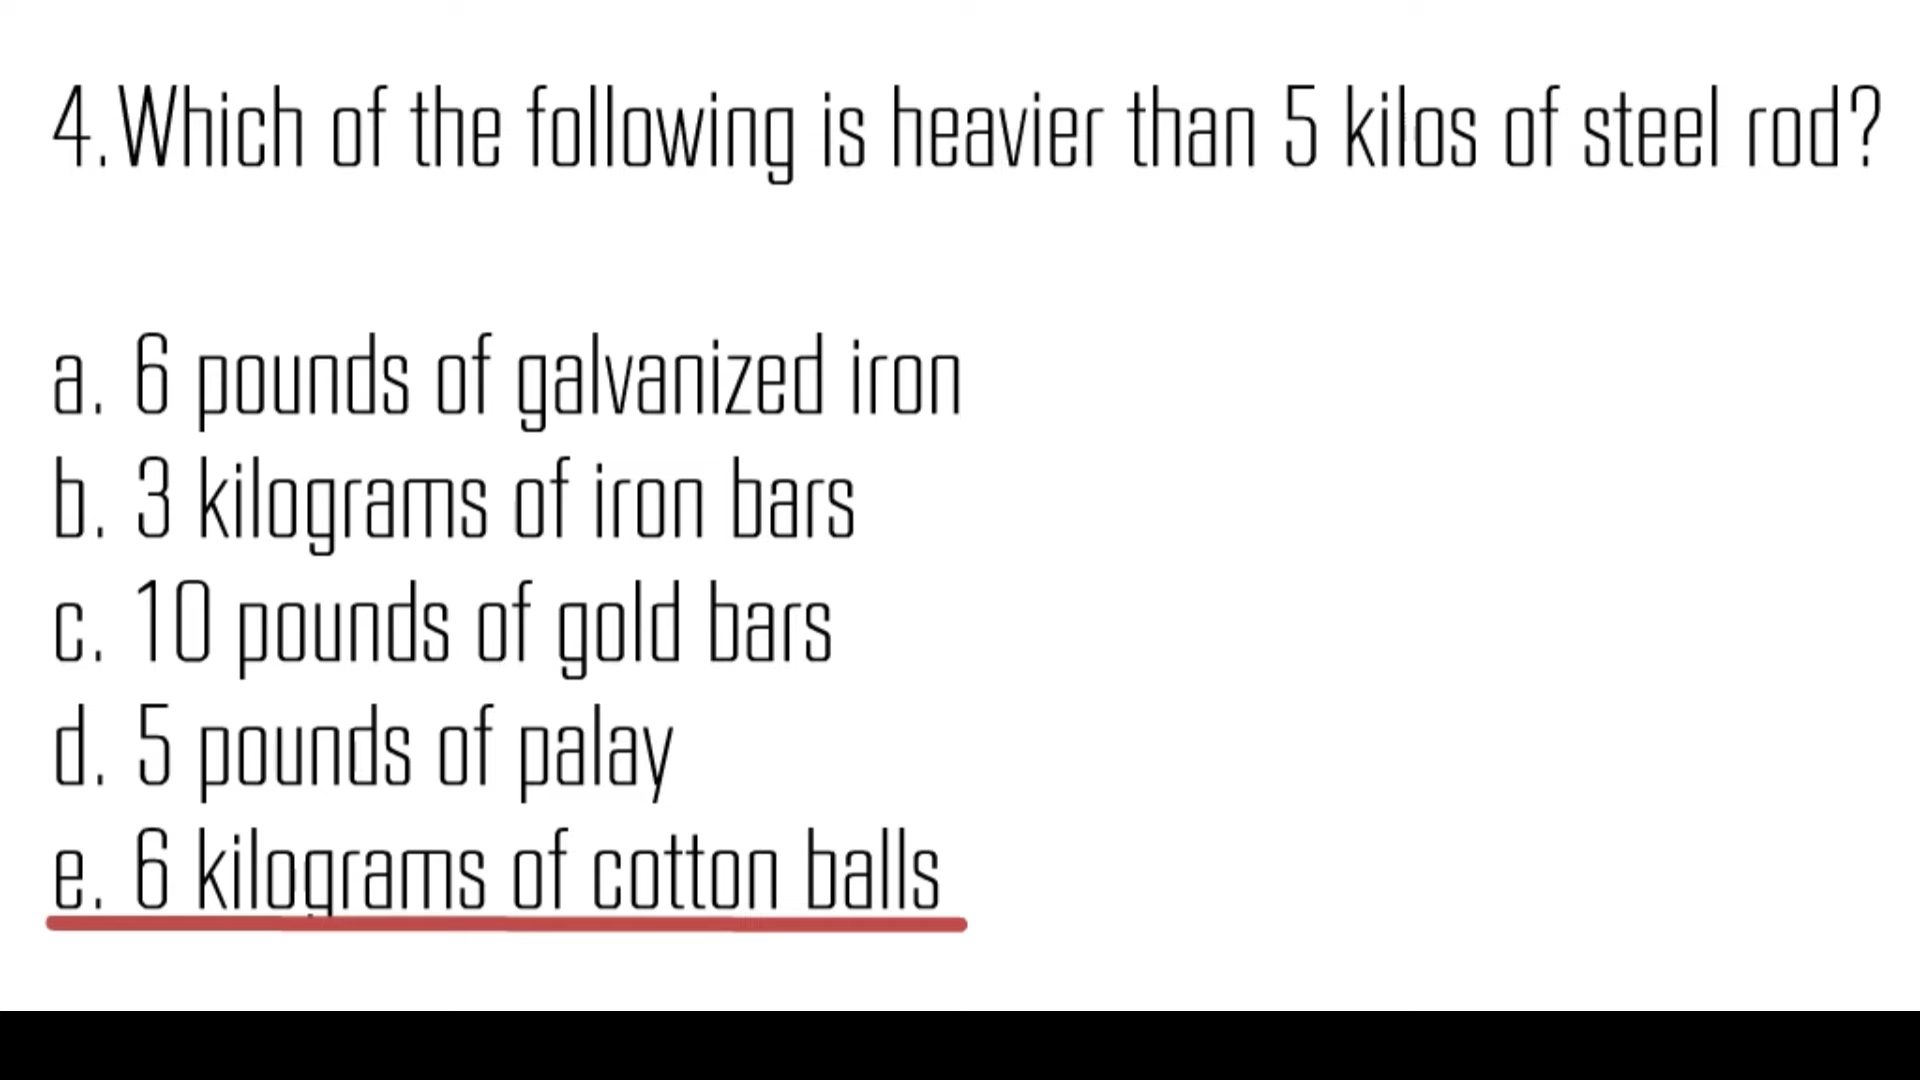 4.Which of the following is heavier than 5 kilos of steel rod?
a. 6 pounds of galvanized iron
b. 3 kilograms of iron bars
c. 10 pounds of gold bars
d. 5 pounds of palay
e. 6 kilograms of cotton balls